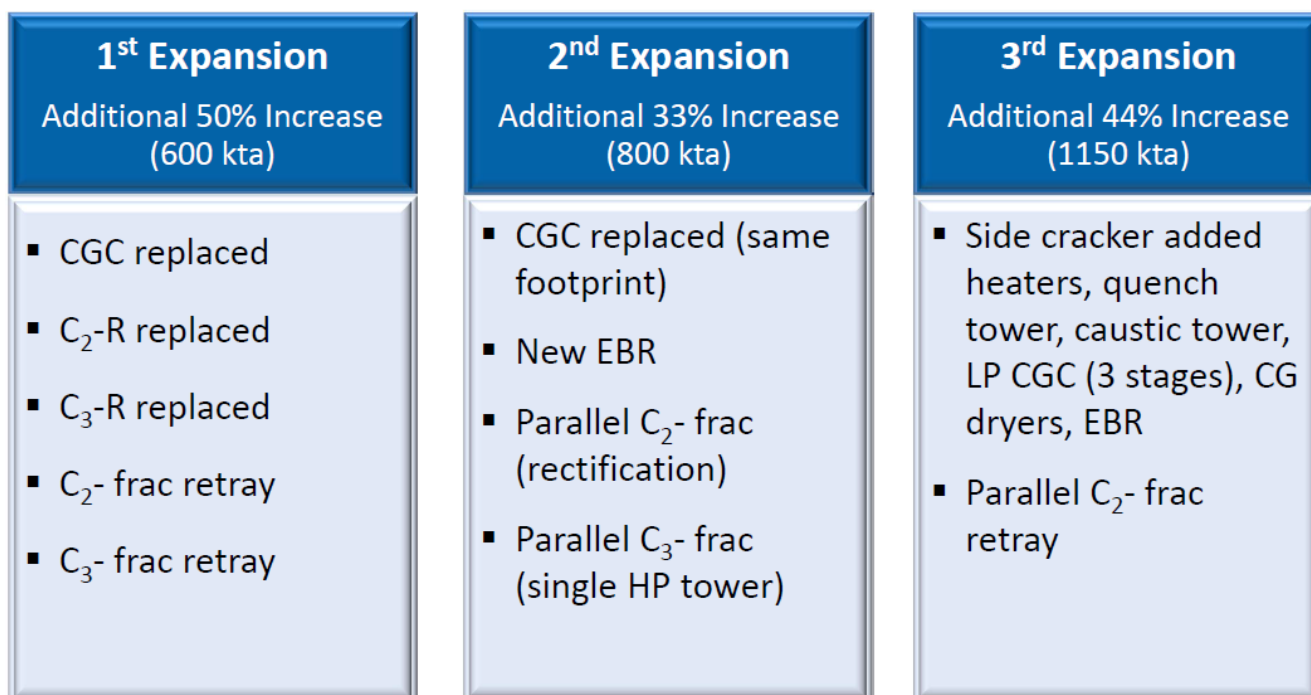 1st Expansion
Additional 50% Increase
(600 kta)
▪ CGC replaced
▪ C2-R replaced
▪ C3-R replaced
▪ C2- frac retray
▪ C3- frac retray
2nd Expansion
Additional 33% Increase
(800 kta)
▪ CGC replaced (same
footprint)
▪ New EBR
▪ Parallel C2- frac
(rectification)
▪ Parallel C3- frac
(single HP tower)
3rd Expansion
Additional 44% Increase
(1150 kta)
▪ Side cracker added
heaters, quench
tower, caustic tower,
LP CGC (3 stages), CG
dryers, EBR
▪ Parallel C2- frac
retray